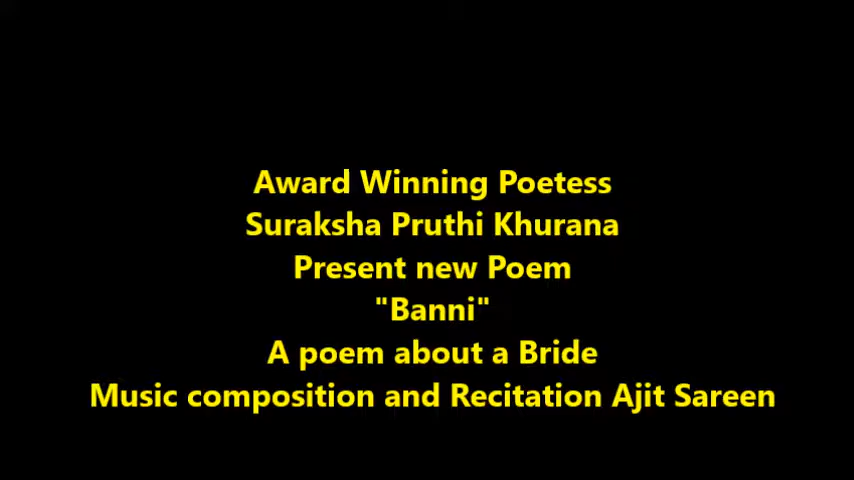 Award Winning Poetess
Suraksha Pruthi Khurana
Present new Poem
"Banni"
A poem about a Bride
Music composition and Recitation Ajit Sareen